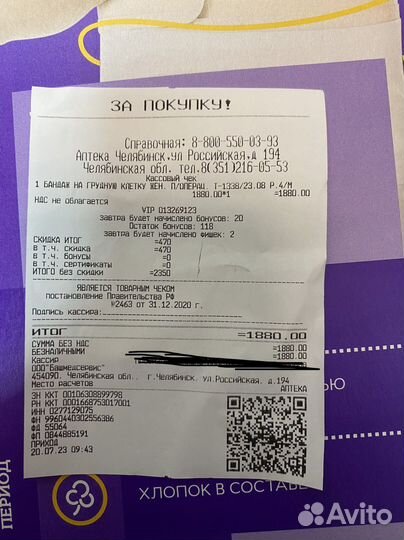 ЗА ПОКУПКУ!
Справочная: 8-800-550-03-93
Аптека Челябинск.ул Российская.д 194
Челябинская обл. тел.8(351)216-05-53
Кассовый чек
1 БАНДАЖ НА ГРУДНУЮ КЛЕТКУ ЖЕН. П/ОПЕРАЦ. Т-1338/23.08 Р.4/М
1880.00*1 =1880.00
НДС не облагается
VIP 013269123
завтра будет начислено бонусов: 20
Остаток бонусов: 118
завтра будет начислено фишек: 2
СКИДКА ИТОГ =470
в т.ч. скидка =470
в т.ч. бонусы =0
в т.ч. сертификаты =0
ИТОГО без скидки =2350
ЯВЛЯЕТСЯ ТОВАРНЫМ ЧЕКОМ
постановление Правительства РФ
№2463 от 31.12.2020 г.
Подпись кассира:
ИТОГ =1880.00
СУММА БЕЗ НДС =1880.00
БЕЗНАЛИЧНЫМИ =1880.00
Кассир
ООО"Башмедсервис"
454090. Челябинская обл., г.Челябинск, ул.Российская, д.194
Место расчетов АПТЕКА
ЗН ККТ 00106308899798
РН ККТ 0001668753017001
ИНН 0277129075
ФН 9960440302556386
ФД 55064
ФП 0844885191
ПРИХОД
20.07.23 09:43
ПЕРИОД
ЬЮ
ХЛОПОК В СОСТАВЕ
Avito